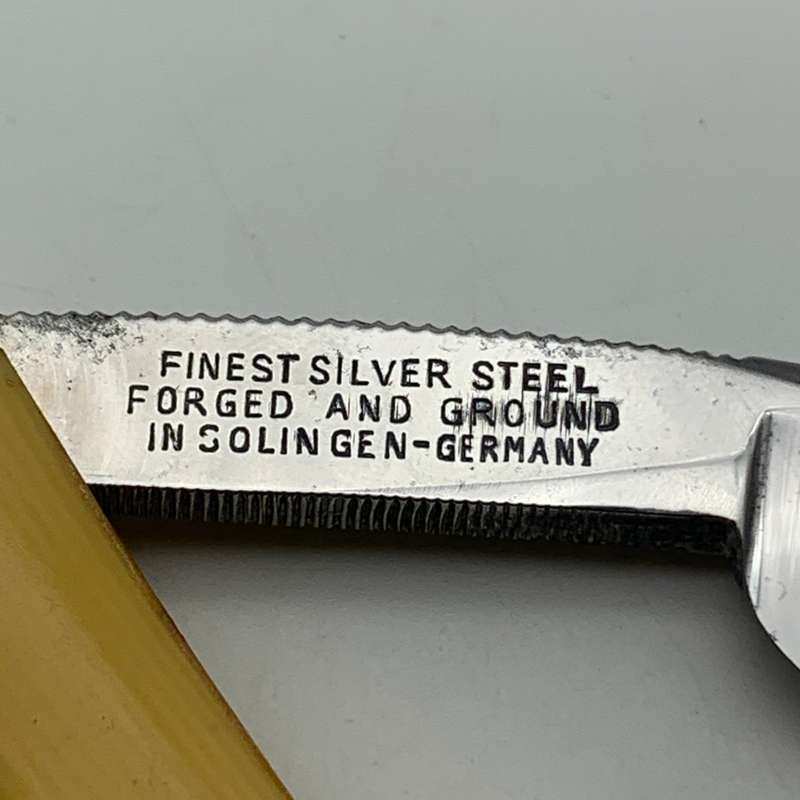 FINEST SILVER STEEL
FORGED AND GROUND
IN SOLINGEN-GERMANY